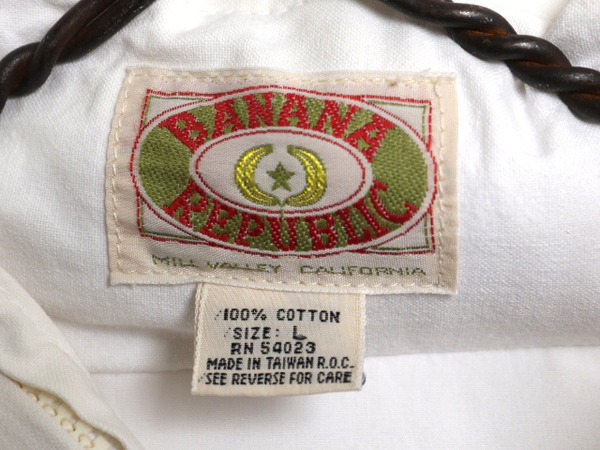 BANANA
REPUBLIC
MILL VALLEY CALIFORNIA
100% COTTON
SIZE: L
RN 54023
MADE IN TAIWAN R.O.C.
SEE REVERSE FOR CARE